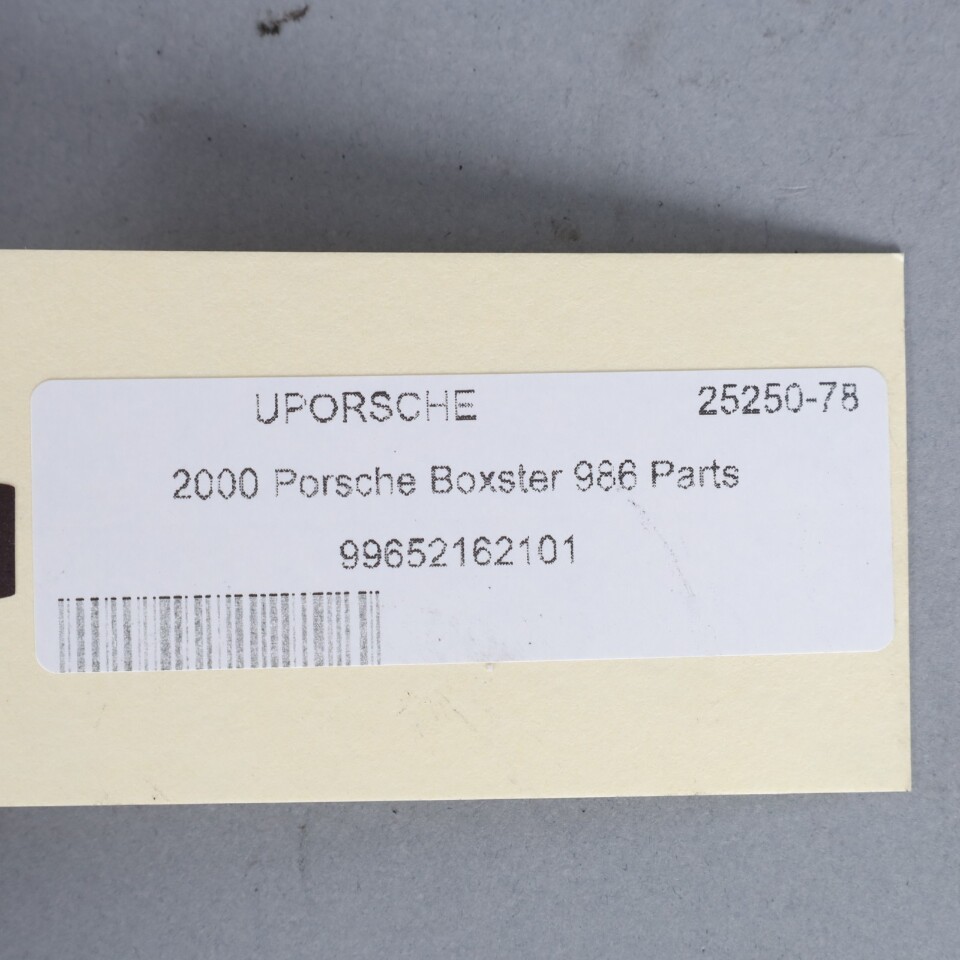 UPORSCHE 25250-78
2000 Porsche Boxster 986 Parts
99652162101